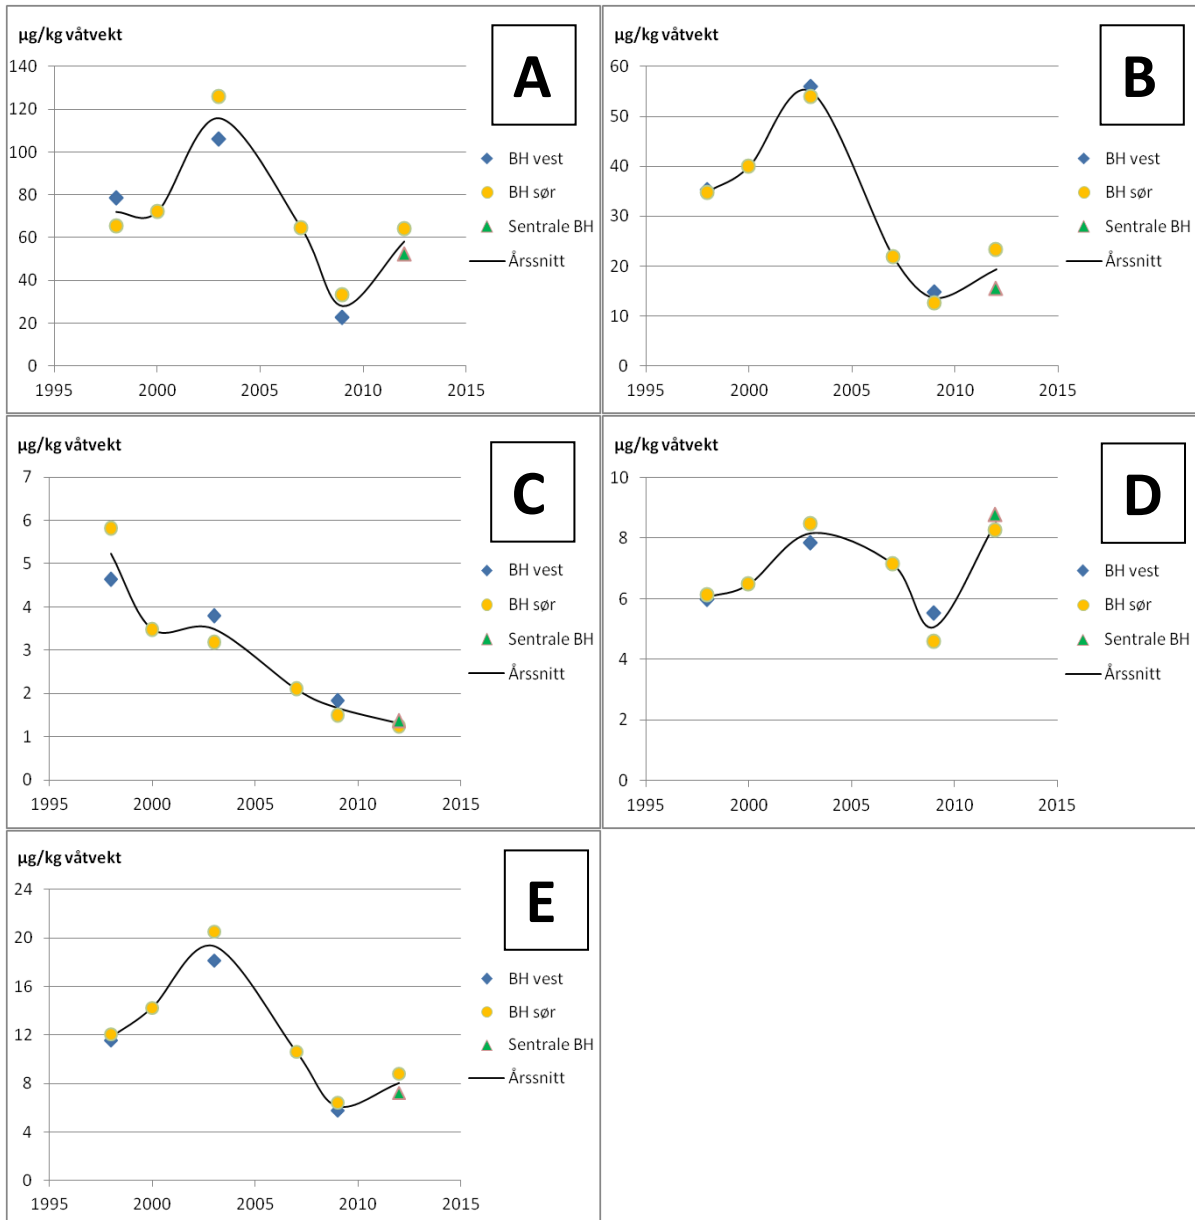 µg/kg våtvekt
A
140
120
100
80
60
40
20
0
1995 2000 2005 2010 2015
BH vest
BH sør
Sentrale BH
Årssnitt
µg/kg våtvekt
B
60
50
40
30
20
10
0
1995 2000 2005 2010 2015
BH vest
BH sør
Sentrale BH
Årssnitt
µg/kg våtvekt
C
7
6
5
4
3
2
1
0
1995 2000 2005 2010 2015
BH vest
BH sør
Sentrale BH
Årssnitt
µg/kg våtvekt
D
10
8
6
4
2
0
1995 2000 2005 2010 2015
BH vest
BH sør
Sentrale BH
Årssnitt
µg/kg våtvekt
E
24
20
16
12
8
4
0
1995 2000 2005 2010 2015
BH vest
BH sør
Sentrale BH
Årssnitt